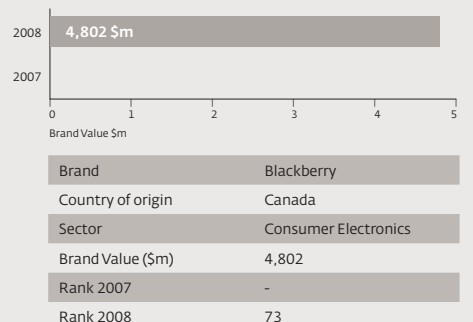 2008 4,802 $m
2007
0 1 2 3 4 5
Brand Value $m
Brand Blackberry
Country of origin Canada
Sector Consumer Electronics
Brand Value ($m) 4,802
Rank 2007 -
Rank 2008 73